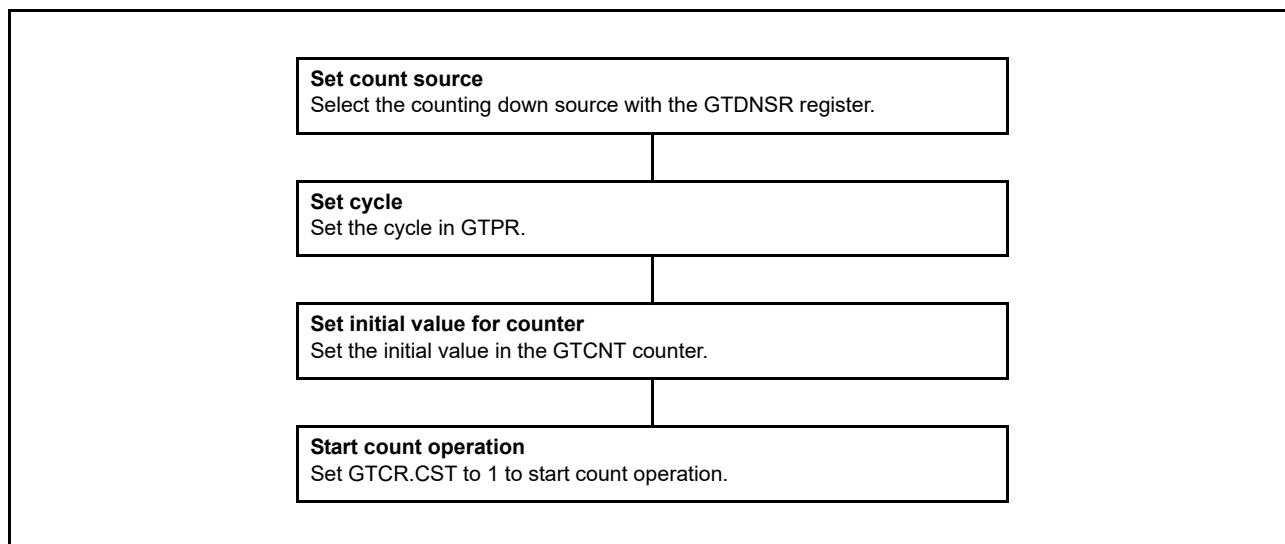 Set count source
Select the counting down source with the GTDNSR register.
Set cycle
Set the cycle in GTPR.
Set initial value for counter
Set the initial value in the GTCNT counter.
Start count operation
Set GTCR.CST to 1 to start count operation.